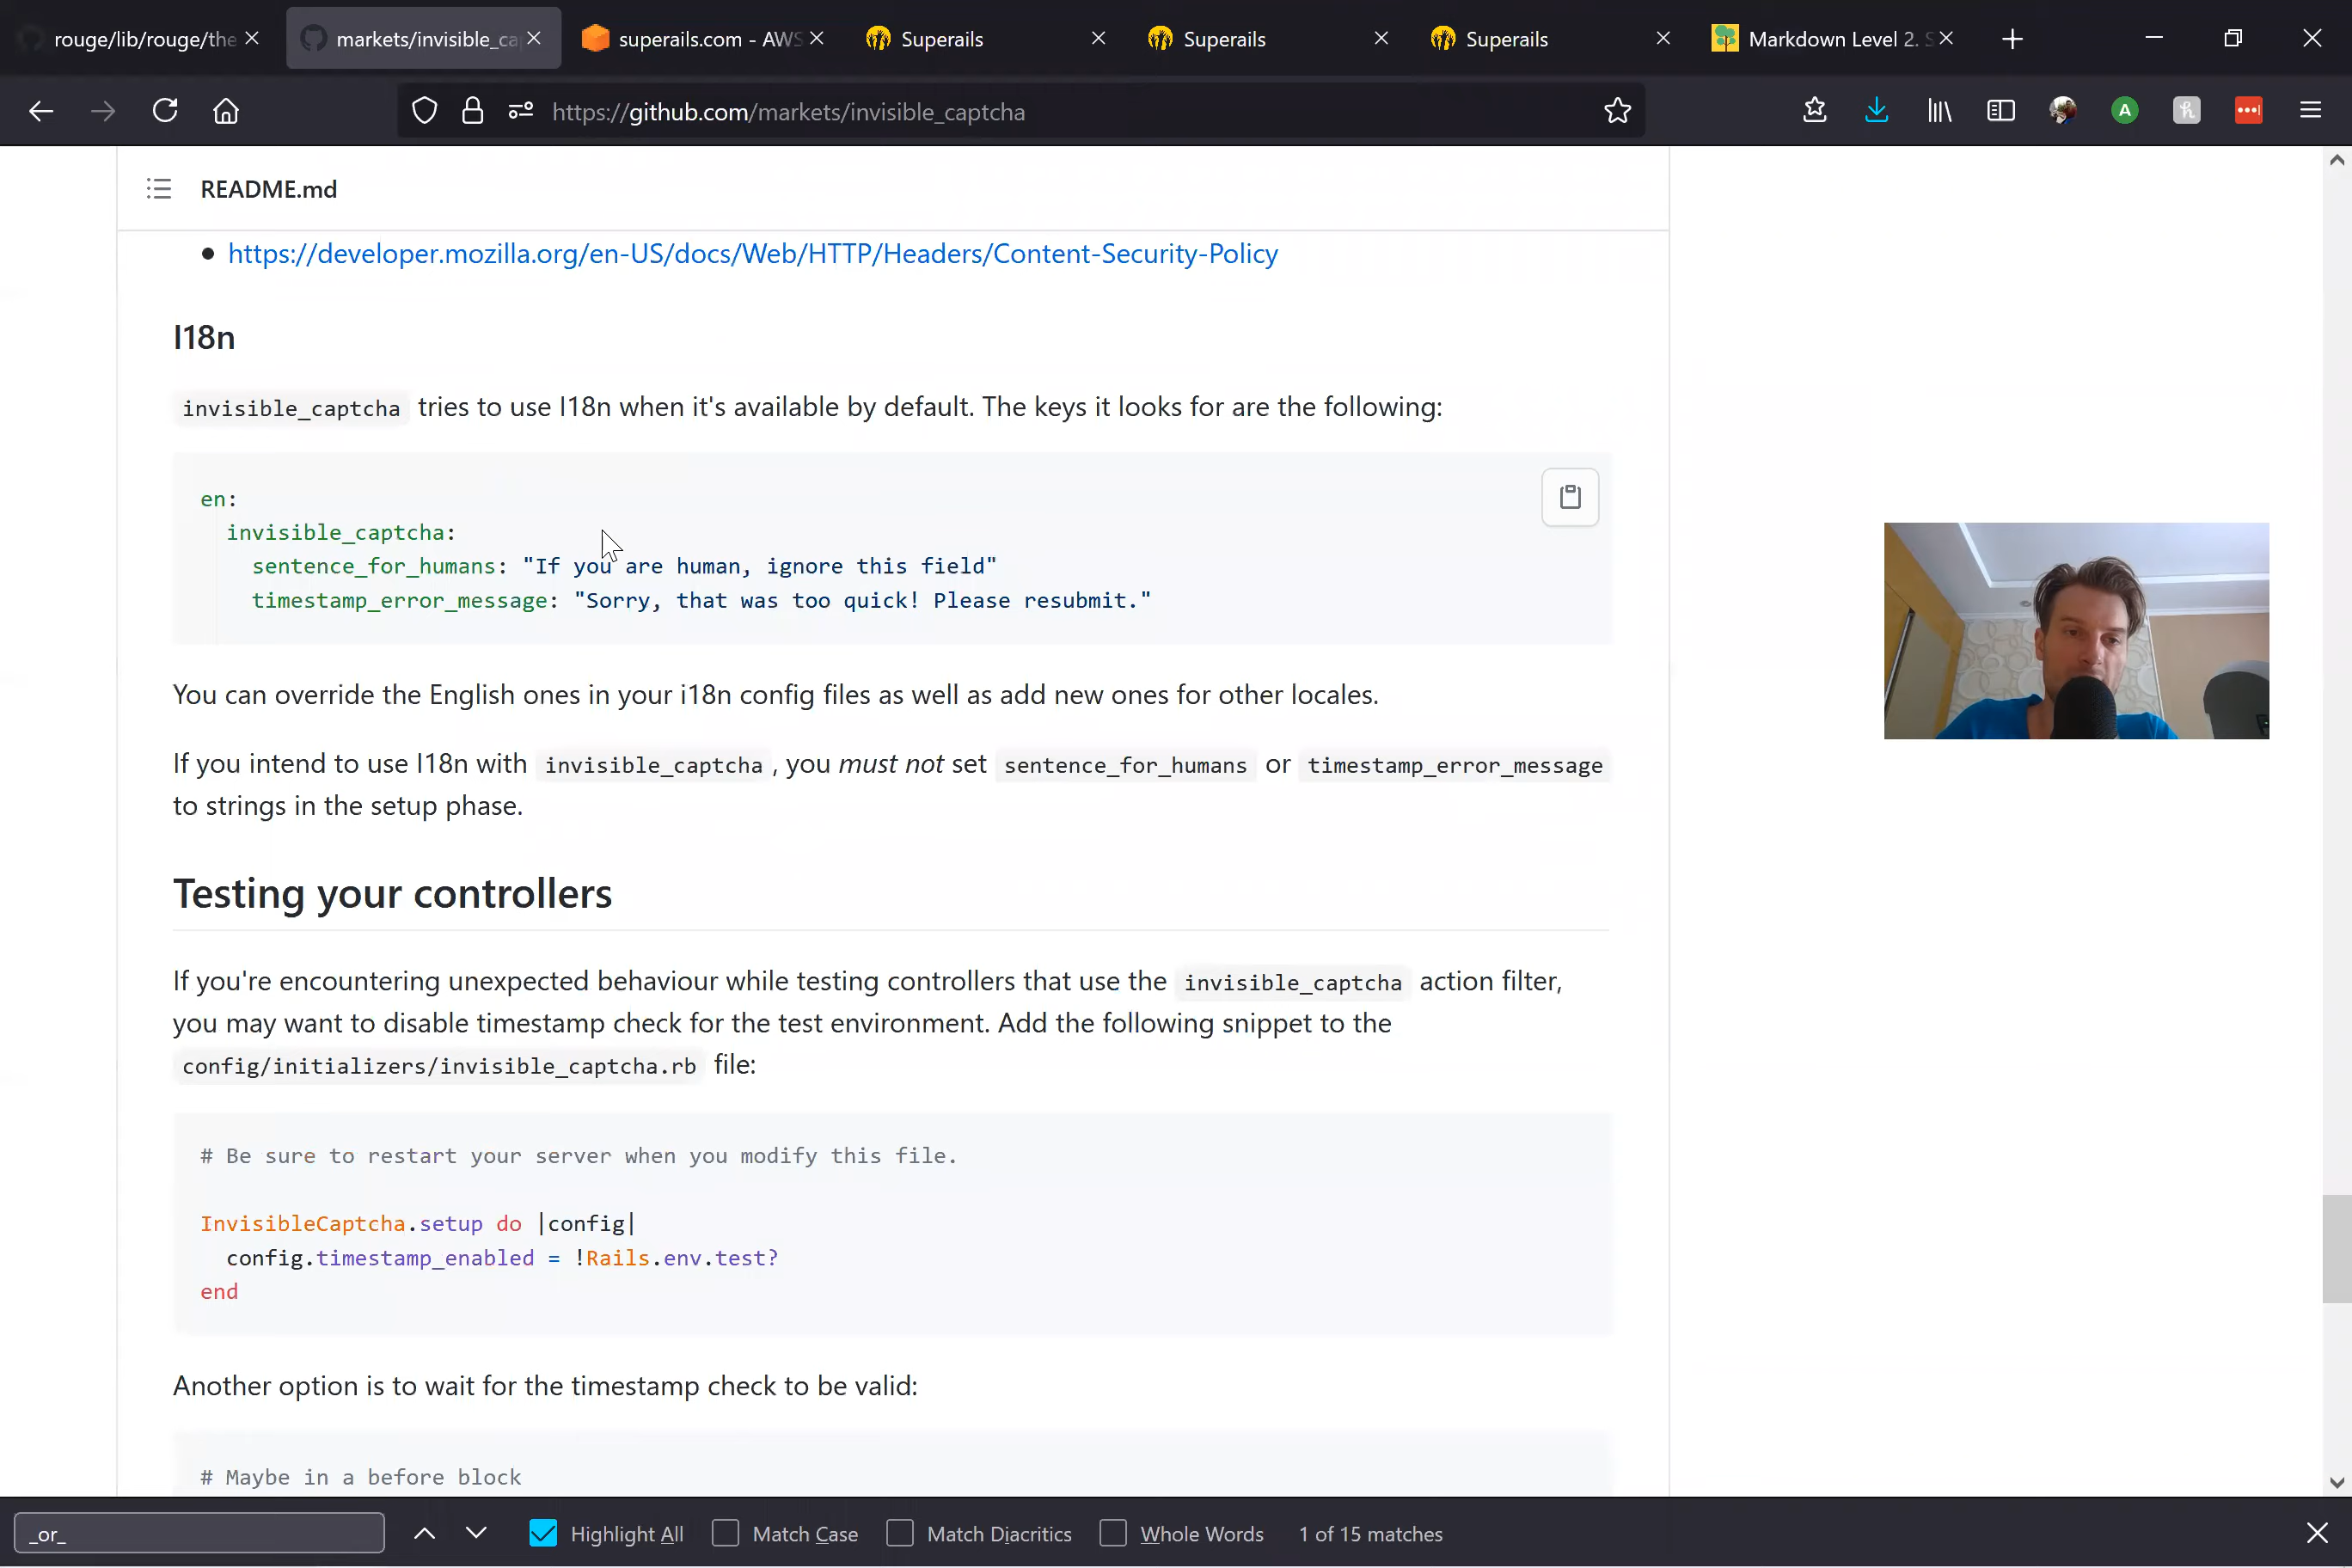 rouge/lib/rouge/the
markets/invisible_ca
superails.com - AWS
Superails
Superails
Superails
Markdown Level 2. S
https://github.com/markets/invisible_captcha
A
README.md
https://developer.mozilla.org/en-US/docs/Web/HTTP/Headers/Content-Security-Policy
I18n
invisible_captcha tries to use I18n when it's available by default. The keys it looks for are the following:
en:
invisible_captcha:
sentence_for_humans: "If you are human, ignore this field"
timestamp_error_message: "Sorry, that was too quick! Please resubmit."
You can override the English ones in your i18n config files as well as add new ones for other locales.
If you intend to use I18n with invisible_captcha, you must not set sentence_for_humans or timestamp_error_message
to strings in the setup phase.
Testing your controllers
If you're encountering unexpected behaviour while testing controllers that use the invisible_captcha action filter,
you may want to disable timestamp check for the test environment. Add the following snippet to the
config/initializers/invisible_captcha.rb file:
# Be sure to restart your server when you modify this file.
InvisibleCaptcha.setup do |config|
config.timestamp_enabled = !Rails.env.test?
end
Another option is to wait for the timestamp check to be valid:
# Maybe in a before block
_or_
Highlight All
Match Case
Match Diacritics
Whole Words
1 of 15 matches